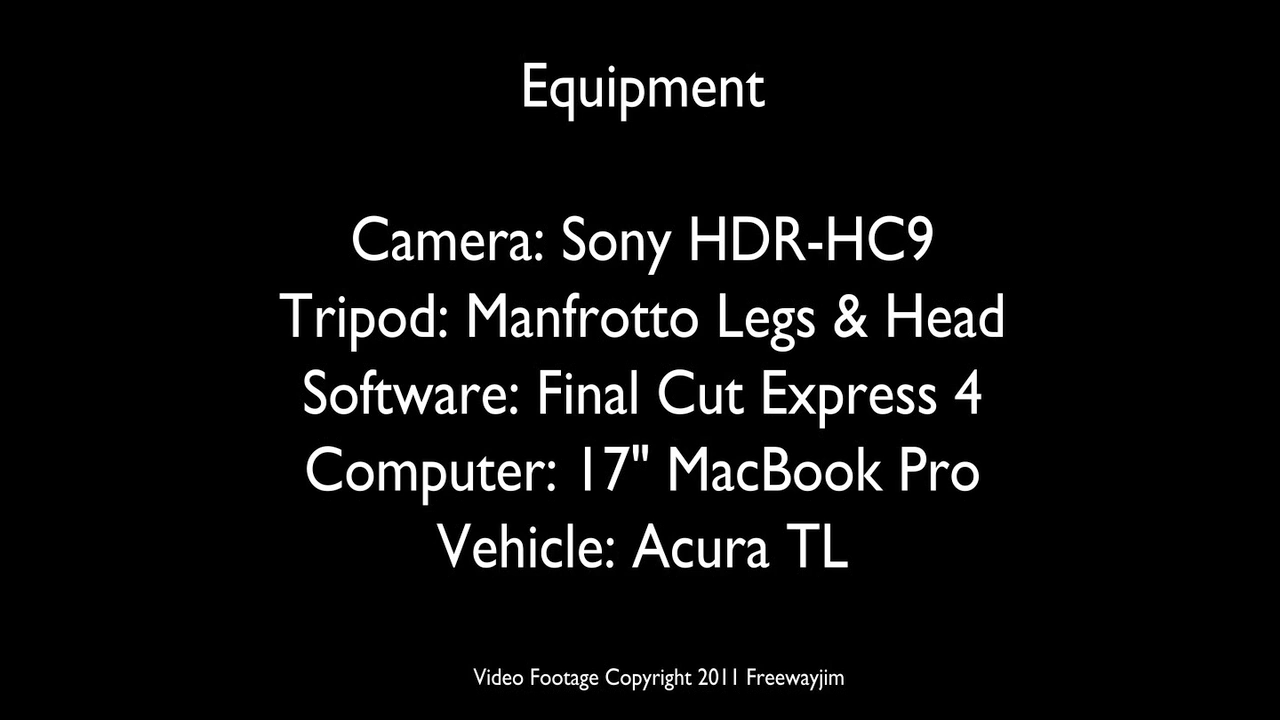 Equipment
Camera: Sony HDR-HC9
Tripod: Manfrotto Legs & Head
Software: Final Cut Express 4
Computer: 17" MacBook Pro
Vehicle: Acura TL
Video Footage Copyright 2011 Freewayjim